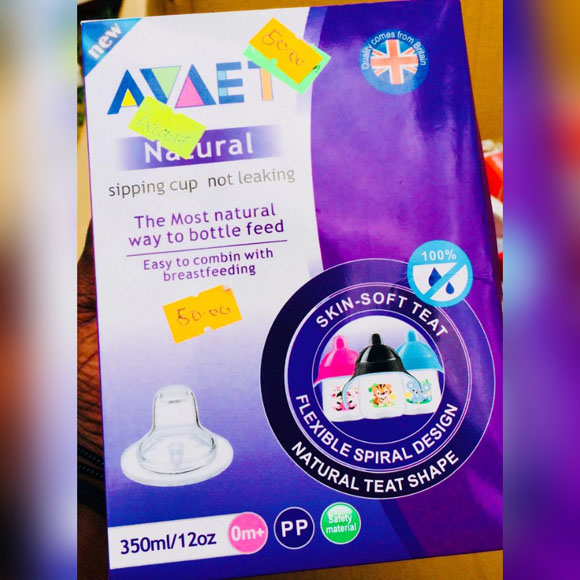 new
AVAET
50.00
Quality comes from Britain
Natural
sipping cup not leaking
The Most natural
way to bottle feed
Easy to combin with
breastfeeding
50-00
100%
SKIN-SOFT TEAT
FLEXIBLE SPIRAL DESIGN
NATURAL TEAT SHAPE
350ml/12oz
0m+
PP
Safety
material